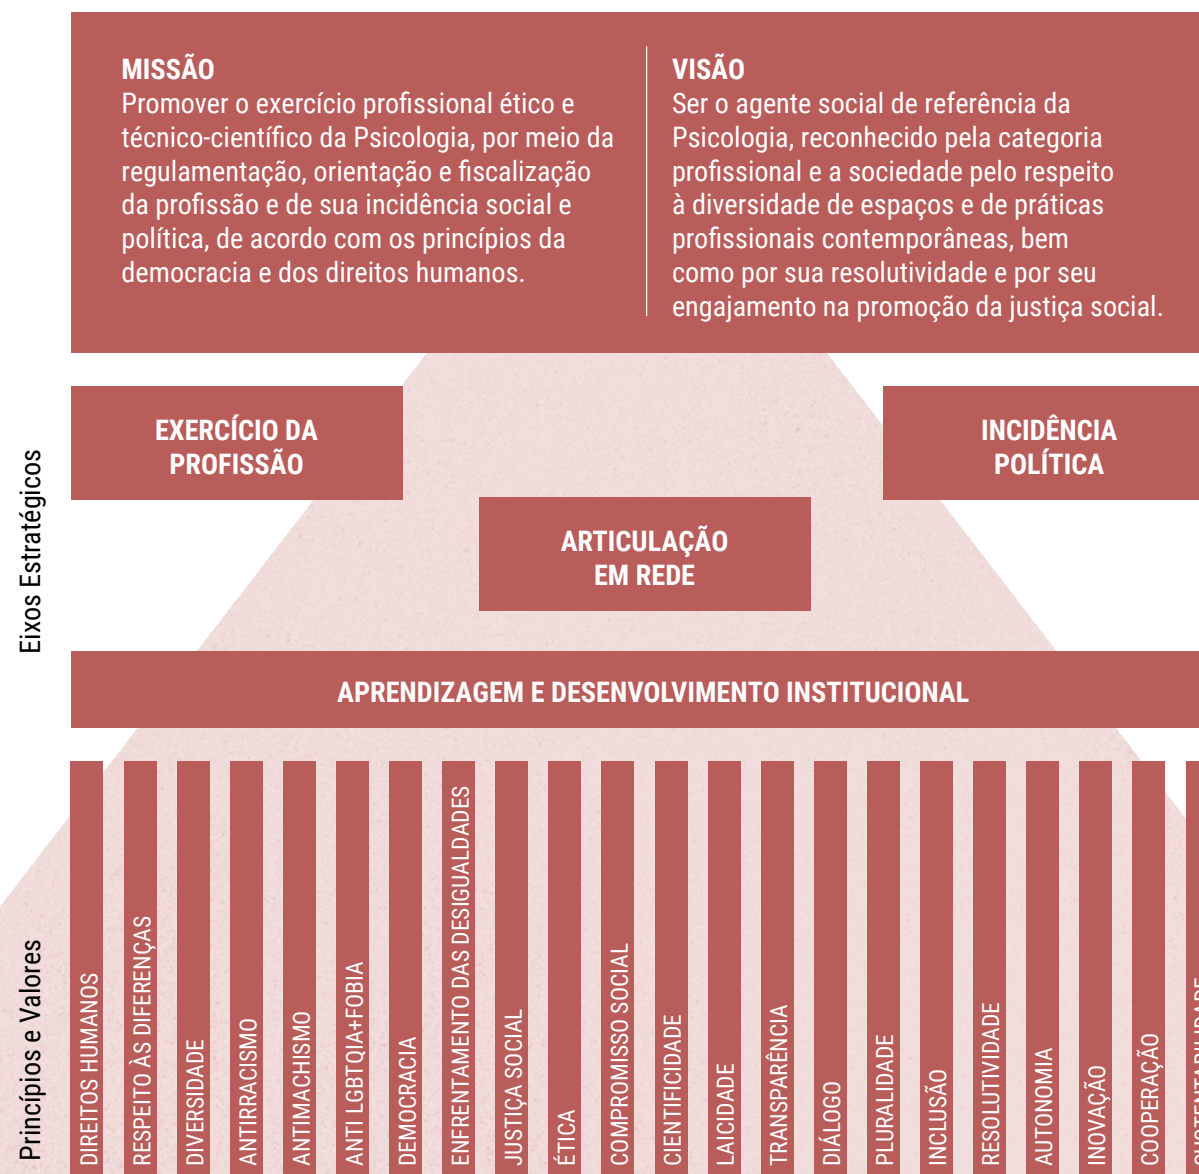 MISSÃO
Promover o exercício profissional ético e
técnico-científico da Psicologia, por meio da
regulamentação, orientação e fiscalização
da profissão e de sua incidência social e
política, de acordo com os princípios da
democracia e dos direitos humanos.
VISÃO
Ser o agente social de referência da
Psicologia, reconhecido pela categoria
profissional e a sociedade pelo respeito
à diversidade de espaços e de práticas
profissionais contemporâneas, bem
como por sua resolutividade e por seu
engajamento na promoção da justiça social.
Eixos Estratégicos
EXERCÍCIO DA
PROFISSÃO
INCIDÊNCIA
POLÍTICA
ARTICULAÇÃO
EM REDE
APRENDIZAGEM E DESENVOLVIMENTO INSTITUCIONAL
Princípios e Valores
DIREITOS HUMANOS
RESPEITO ÀS DIFERENÇAS
DIVERSIDADE
ANTIRRACISMO
ANTIMACHISMO
ANTI LGBTQIA+FOBIA
DEMOCRACIA
ENFRENTAMENTO DAS DESIGUALDADES
JUSTIÇA SOCIAL
ÉTICA
COMPROMISSO SOCIAL
CIENTIFICIDADE
LAICIDADE
TRANSPARÊNCIA
DIÁLOGO
PLURALIDADE
INCLUSÃO
RESOLUTIVIDADE
AUTONOMIA
INOVAÇÃO
COOPERAÇÃO